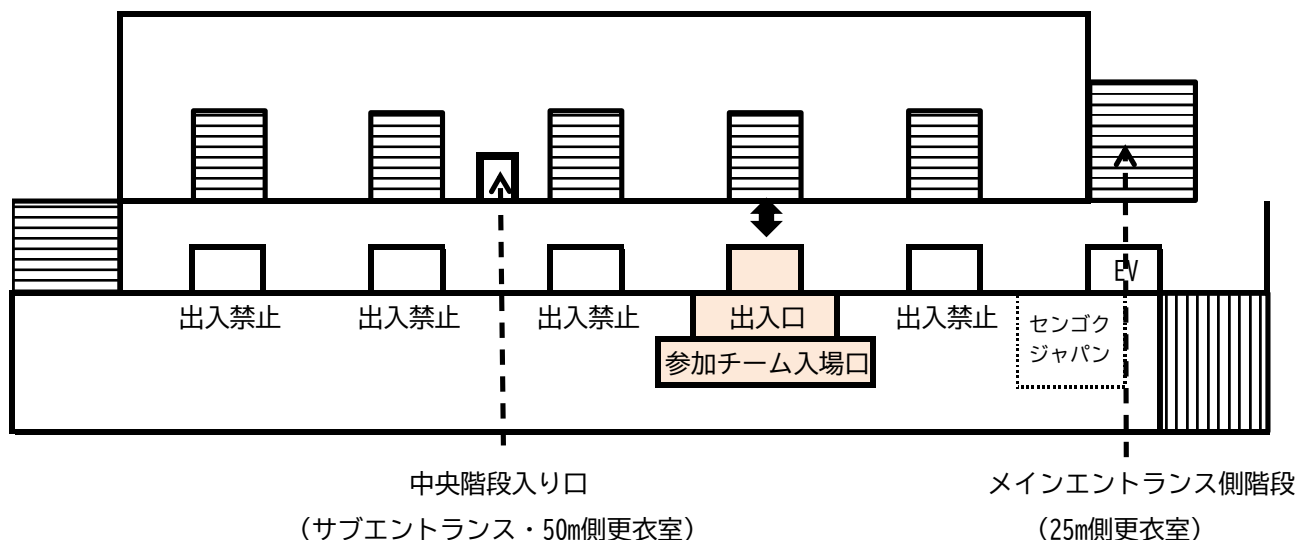 EV
出入禁止
出入禁止
出入禁止
出入口
出入禁止
センゴク
ジャパン
参加チーム入場口
中央階段入り口
(サブエントランス・50m側更衣室)
メインエントランス側階段
(25m側更衣室)